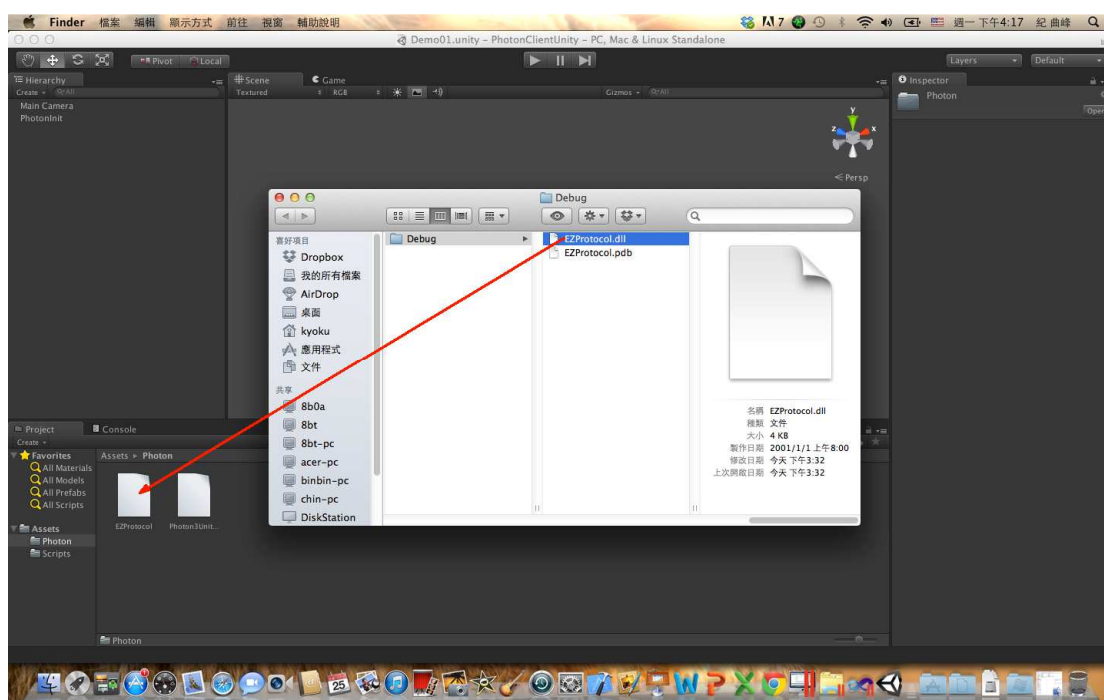 Finder 檔案 編輯 顯示方式 前往 視窗 輔助說明 7 週一 下午4:17 紀 曲峰
Demo01.unity – PhotonClientUnity – PC, Mac & Linux Standalone
Pivot Local Layers Default
Hierarchy Scene Game Inspector
Create All Textured RGB Gizmos All Photon
Main Camera Open
PhotonInit
y
z x
Persp
Debug
喜好項目 Debug EZProtocol.dll
Dropbox EZProtocol.pdb
我的所有檔案
AirDrop
桌面
kyoku
應用程式
文件
共享
8b0a
8bt
8bt-pc
acer-pc
binbin-pc
chin-pc
DiskStation
名稱 EZProtocol.dll
種類 文件
大小 4 KB
製作日期 2001/1/1 上午8:00
修改日期 今天 下午3:32
上次開啟日期 今天 下午3:32
Project Console
Create
Favorites Assets Photon
All Materials
All Models
All Prefabs
All Scripts
Assets EZProtocol Photon3Unit...
Photon
Scripts
Photon
25